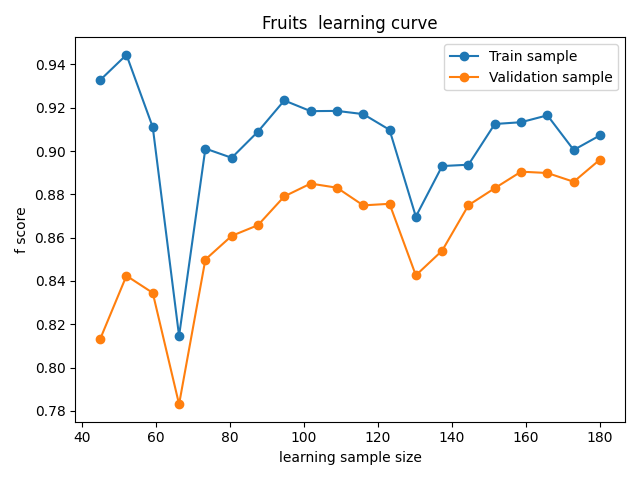 Fruits  learning curve
Train sample
Validation sample
0.94
0.92
0.90
0.88
0.86
0.84
0.82
0.80
0.78
f score
40 60 80 100 120 140 160 180
learning sample size